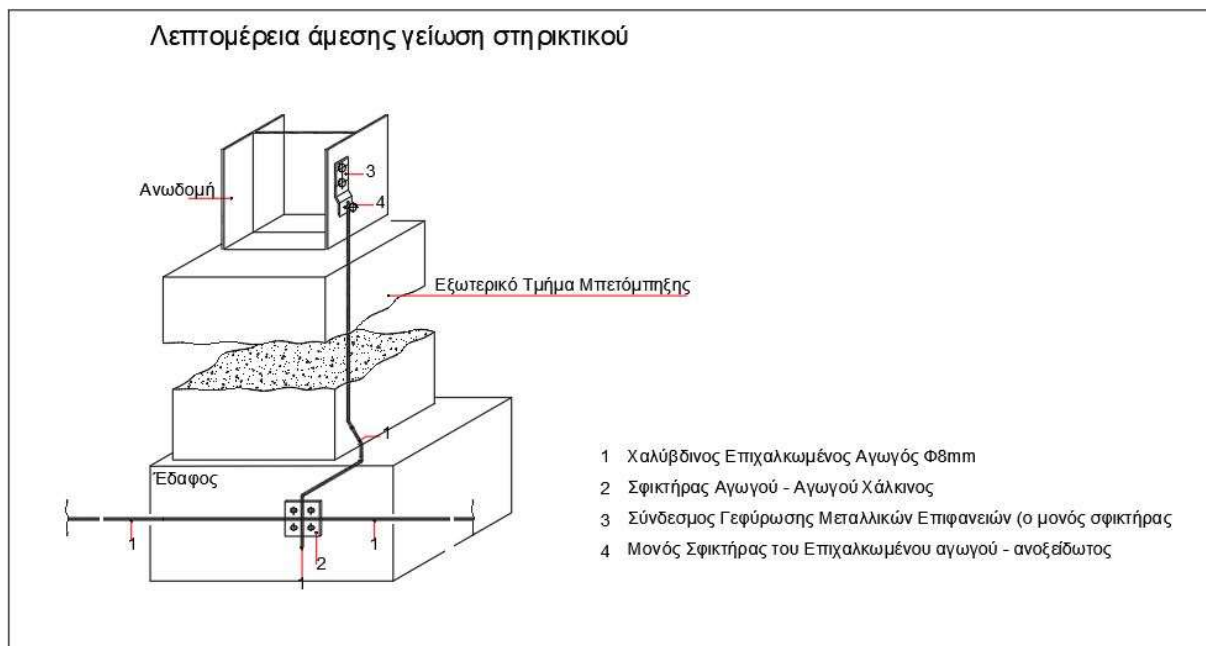 Λεπτομέρεια άμεσης γείωση στηρικτικού
3
Ανωδομή
4
Εξωτερικό Τμήμα Μπετόμπηξης
1
Έδαφος
1
1
2
1
1 Χαλύβδινος Επιχαλκωμένος Αγωγός Φ8mm
2 Σφικτήρας Αγωγού - Αγωγού Χάλκινος
3 Σύνδεσμος Γεφύρωσης Μεταλλικών Επιφανειών (ο μονός σφικτήρας
4 Μονός Σφικτήρας του Επιχαλκωμένου αγωγού - ανοξείδωτος